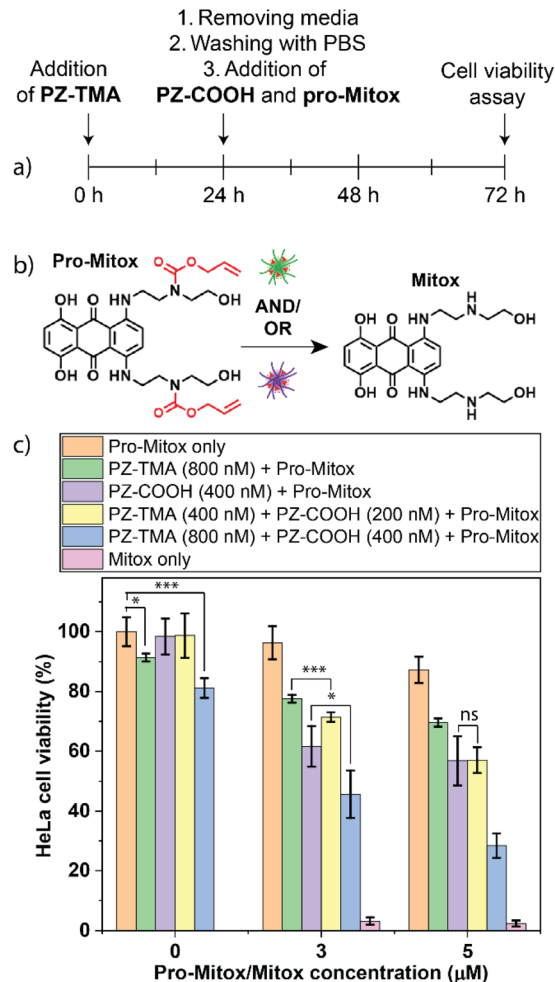 1. Removing media
2. Washing with PBS
3. Addition of
PZ-COOH and pro-Mitox
Addition
of PZ-TMA
Cell viability
assay
a)
0 h
24 h
48 h
72 h
b)
Pro-Mitox
Mitox
AND/
OR
O
O
N
OH
OH
O
HN
OH
O
HN
OH
N
O
O
OH
O
HN
H
N
OH
OH
O
HN
N
H
OH
c)
Pro-Mitox only
PZ-TMA (800 nM) + Pro-Mitox
PZ-COOH (400 nM) + Pro-Mitox
PZ-TMA (400 nM) + PZ-COOH (200 nM) + Pro-Mitox
PZ-TMA (800 nM) + PZ-COOH (400 nM) + Pro-Mitox
Mitox only
HeLa cell viability (%)
100
80
60
40
20
0
***
*
***
*
ns
0
3
5
Pro-Mitox/Mitox concentration (μM)